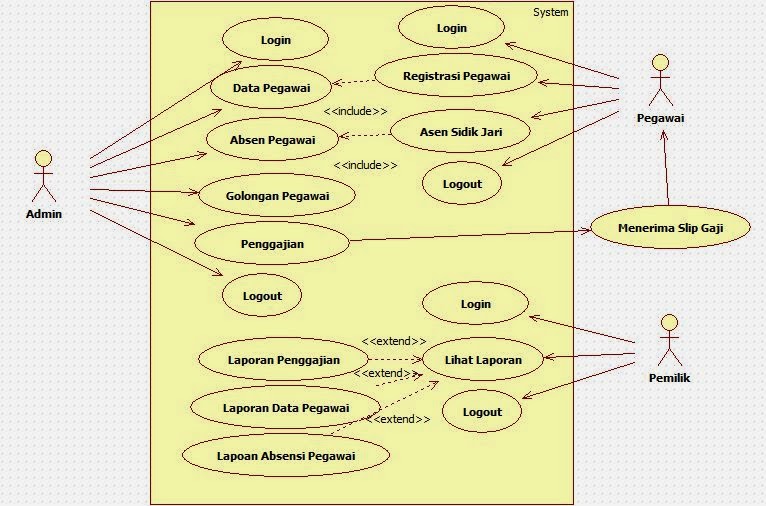 System
Login
Login
Data Pegawai
Registrasi Pegawai
<<include>>
Pegawai
Absen Pegawai
Asen Sidik Jari
<<include>>
Admin
Golongan Pegawai
Logout
Penggajian
Menerima Slip Gaji
Logout
Login
<<extend>>
Laporan Penggajian
Lihat Laporan
<<extend>>
Pemilik
Laporan Data Pegawai
Logout
<<extend>>
Lapoan Absensi Pegawai